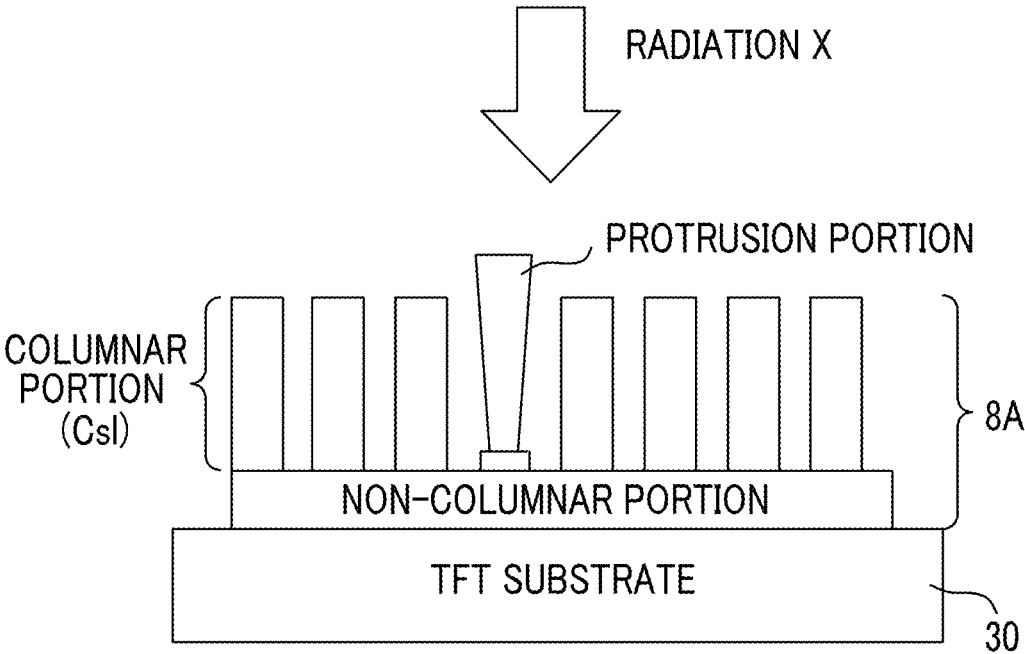 RADIATION X
PROTRUSION PORTION
COLUMNAR
PORTION
(CsI)
8A
NON-COLUMNAR PORTION
TFT SUBSTRATE
30